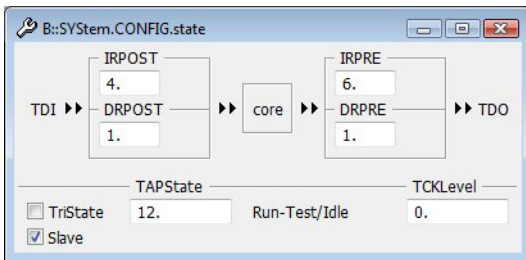 B::SYStem.CONFIG.state
IRPOST IRPRE
4. 6.
TDI DRPOST core DRPRE TDO
1. 1.
TAPState TCKLevel
TriState 12. Run-Test/Idle 0.
Slave